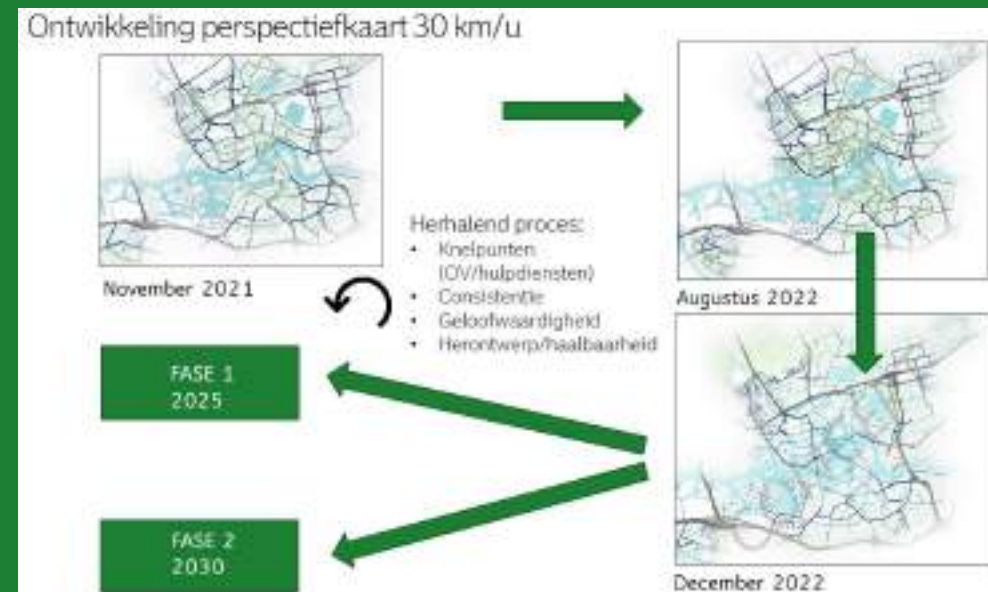 Ontwikkeling perspectiefkaart 30 km/u
November 2021
Herhalend proces:
• Knelpunten
(OV/hulpdiensten)
• Consistentie
• Geloofwaardigheid
• Herontwerp/haalbaarheid
Augustus 2022
FASE 1
2025
FASE 2
2030
December 2022